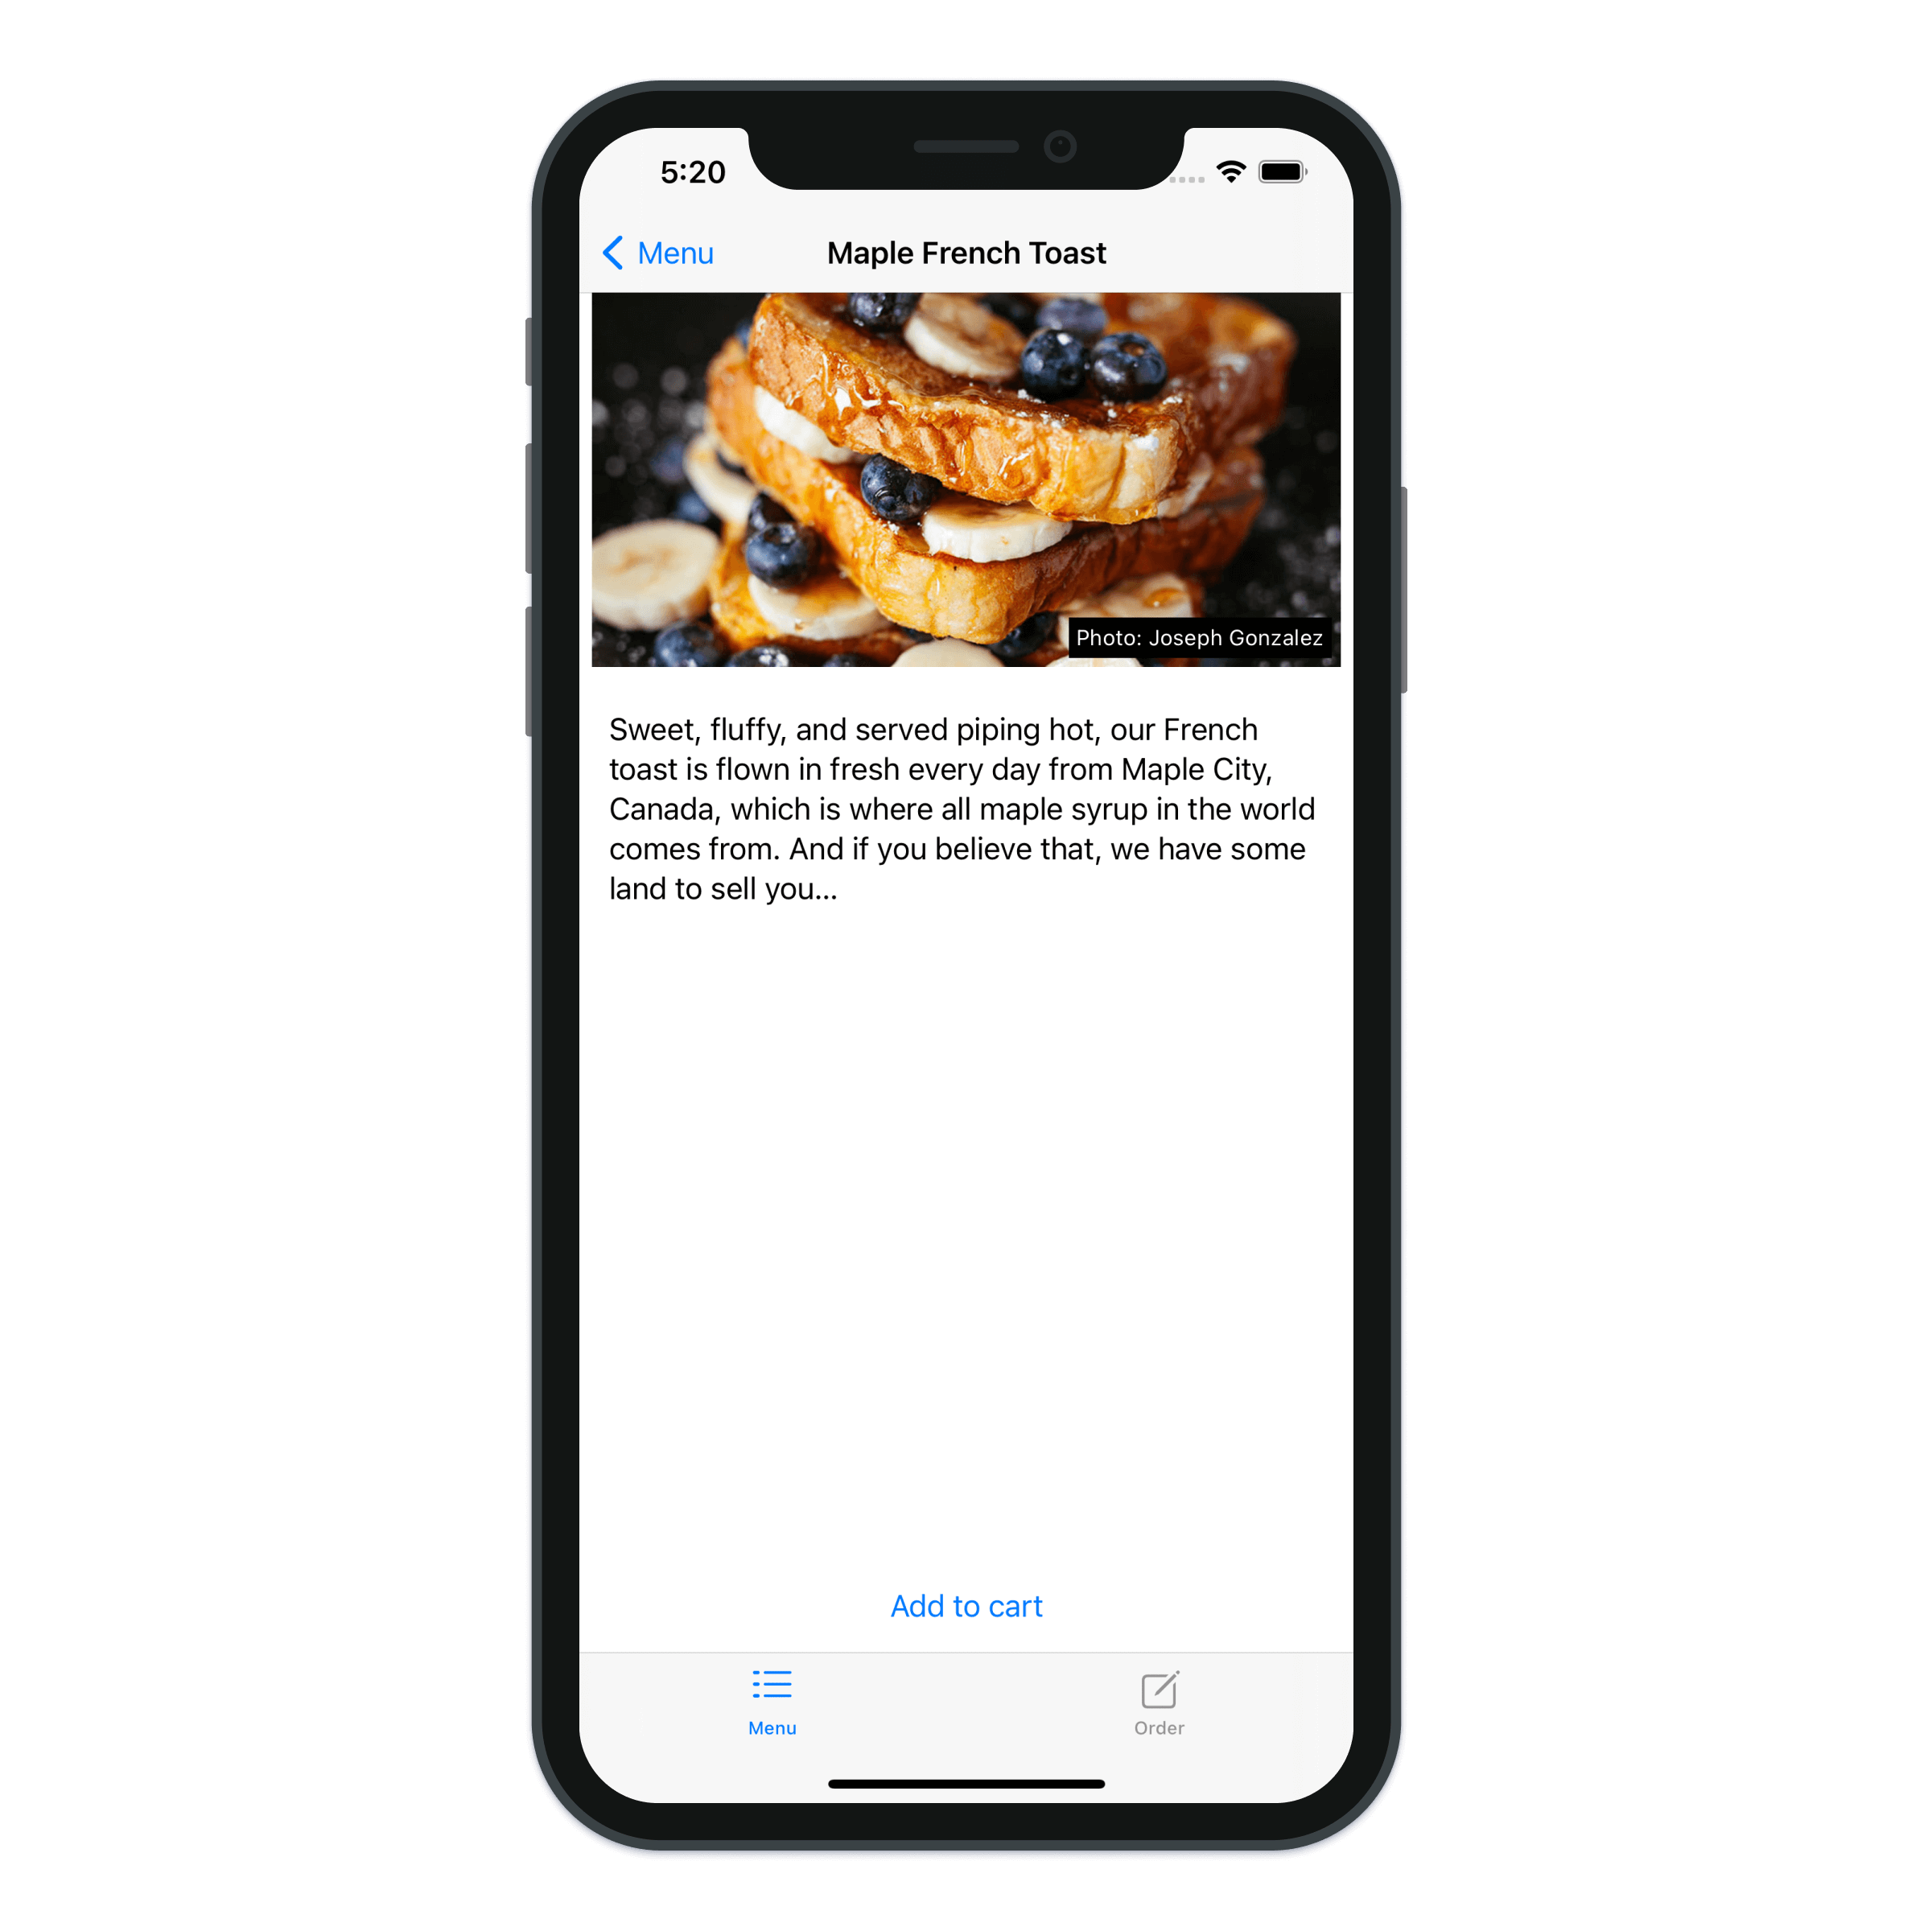 5:20
Menu
Maple French Toast
Photo: Joseph Gonzalez
Sweet, fluffy, and served piping hot, our French
toast is flown in fresh every day from Maple City,
Canada, which is where all maple syrup in the world
comes from. And if you believe that, we have some
land to sell you...
Add to cart
Menu
Order